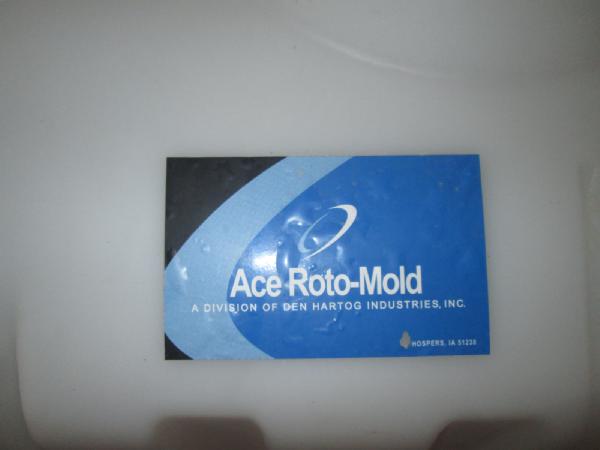 Ace Roto-Mold
A DIVISION OF DEN HARTOG INDUSTRIES, INC.
HOSPERS, IA 51238